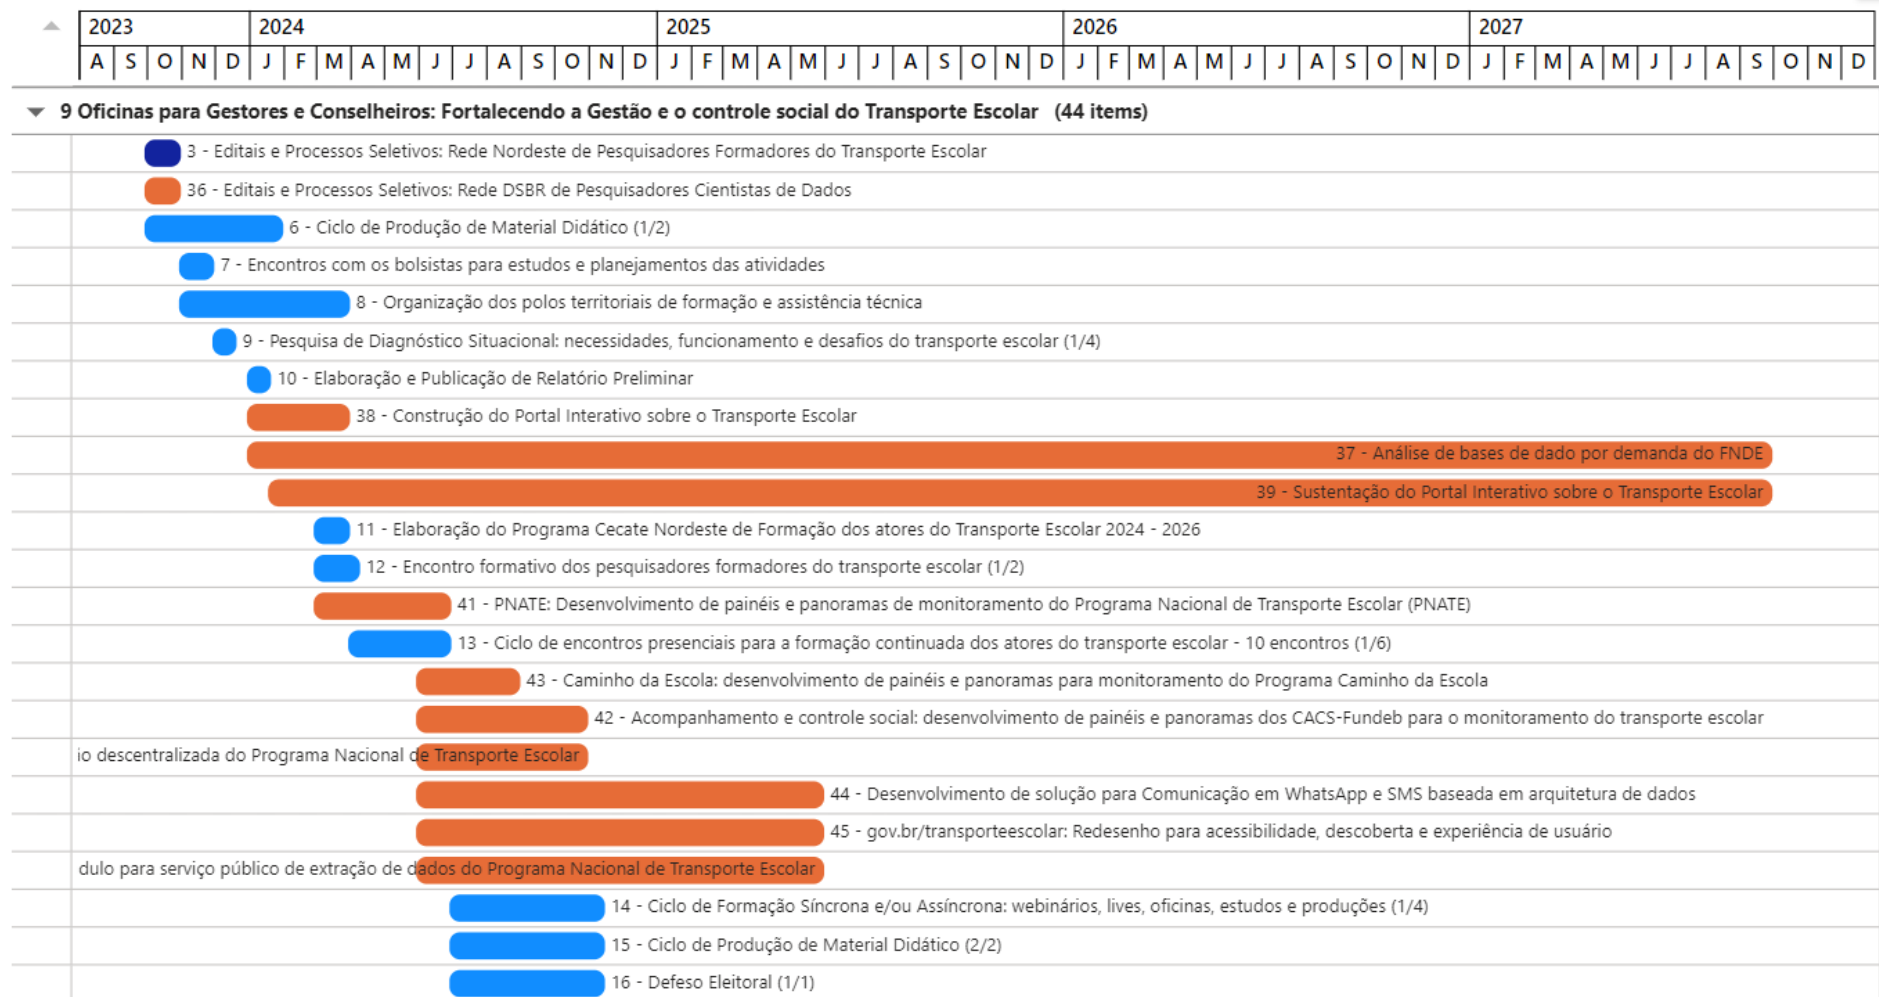 2023 2024 2025 2026 2027
A S O N D J F M A M J J A S O N D J F M A M J J A S O N D J F M A M J J A S O N D J F M A M J J A S O N D
9 Oficinas para Gestores e Conselheiros: Fortalecendo a Gestão e o controle social do Transporte Escolar (44 items)
3 - Editais e Processos Seletivos: Rede Nordeste de Pesquisadores Formadores do Transporte Escolar
36 - Editais e Processos Seletivos: Rede DSBR de Pesquisadores Cientistas de Dados
6 - Ciclo de Produção de Material Didático (1/2)
7 - Encontros com os bolsistas para estudos e planejamentos das atividades
8 - Organização dos polos territoriais de formação e assistência técnica
9 - Pesquisa de Diagnóstico Situacional: necessidades, funcionamento e desafios do transporte escolar (1/4)
10 - Elaboração e Publicação de Relatório Preliminar
38 - Construção do Portal Interativo sobre o Transporte Escolar
37 - Análise de bases de dado por demanda do FNDE
39 - Sustentação do Portal Interativo sobre o Transporte Escolar
11 - Elaboração do Programa Cecate Nordeste de Formação dos atores do Transporte Escolar 2024 - 2026
12 - Encontro formativo dos pesquisadores formadores do transporte escolar (1/2)
41 - PNATE: Desenvolvimento de painéis e panoramas de monitoramento do Programa Nacional de Transporte Escolar (PNATE)
13 - Ciclo de encontros presenciais para a formação continuada dos atores do transporte escolar - 10 encontros (1/6)
43 - Caminho da Escola: desenvolvimento de painéis e panoramas para monitoramento do Programa Caminho da Escola
42 - Acompanhamento e controle social: desenvolvimento de painéis e panoramas dos CACS-Fundeb para o monitoramento do transporte escolar
io descentralizada do Programa Nacional de Transporte Escolar
44 - Desenvolvimento de solução para Comunicação em WhatsApp e SMS baseada em arquitetura de dados
45 - gov.br/transporteescolar: Redesenho para acessibilidade, descoberta e experiência de usuário
dulo para serviço público de extração de dados do Programa Nacional de Transporte Escolar
14 - Ciclo de Formação Síncrona e/ou Assíncrona: webinários, lives, oficinas, estudos e produções (1/4)
15 - Ciclo de Produção de Material Didático (2/2)
16 - Defeso Eleitoral (1/1)